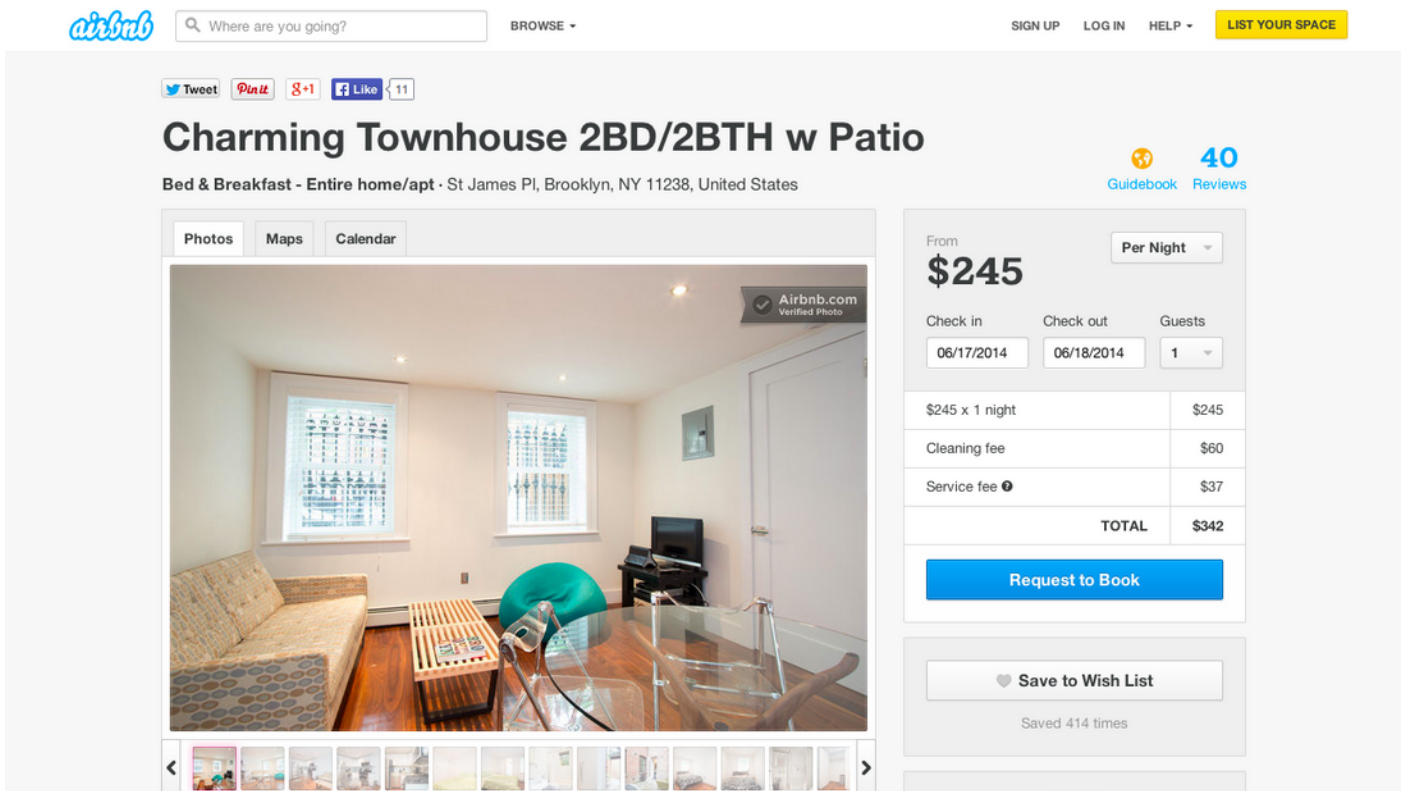 airbnb
Where are you going?
BROWSE
SIGN UP
LOG IN
HELP
LIST YOUR SPACE
Tweet
Pin it
g+1
Like
11
Charming Townhouse 2BD/2BTH w Patio
Bed & Breakfast - Entire home/apt · St James Pl, Brooklyn, NY 11238, United States
Guidebook
40
Reviews
Photos
Maps
Calendar
Airbnb.com
Verified Photo
From
$245
Per Night
Check in
Check out
Guests
06/17/2014
06/18/2014
1
$245 x 1 night
$245
Cleaning fee
$60
Service fee ?
$37
TOTAL
$342
Request to Book
Save to Wish List
Saved 414 times